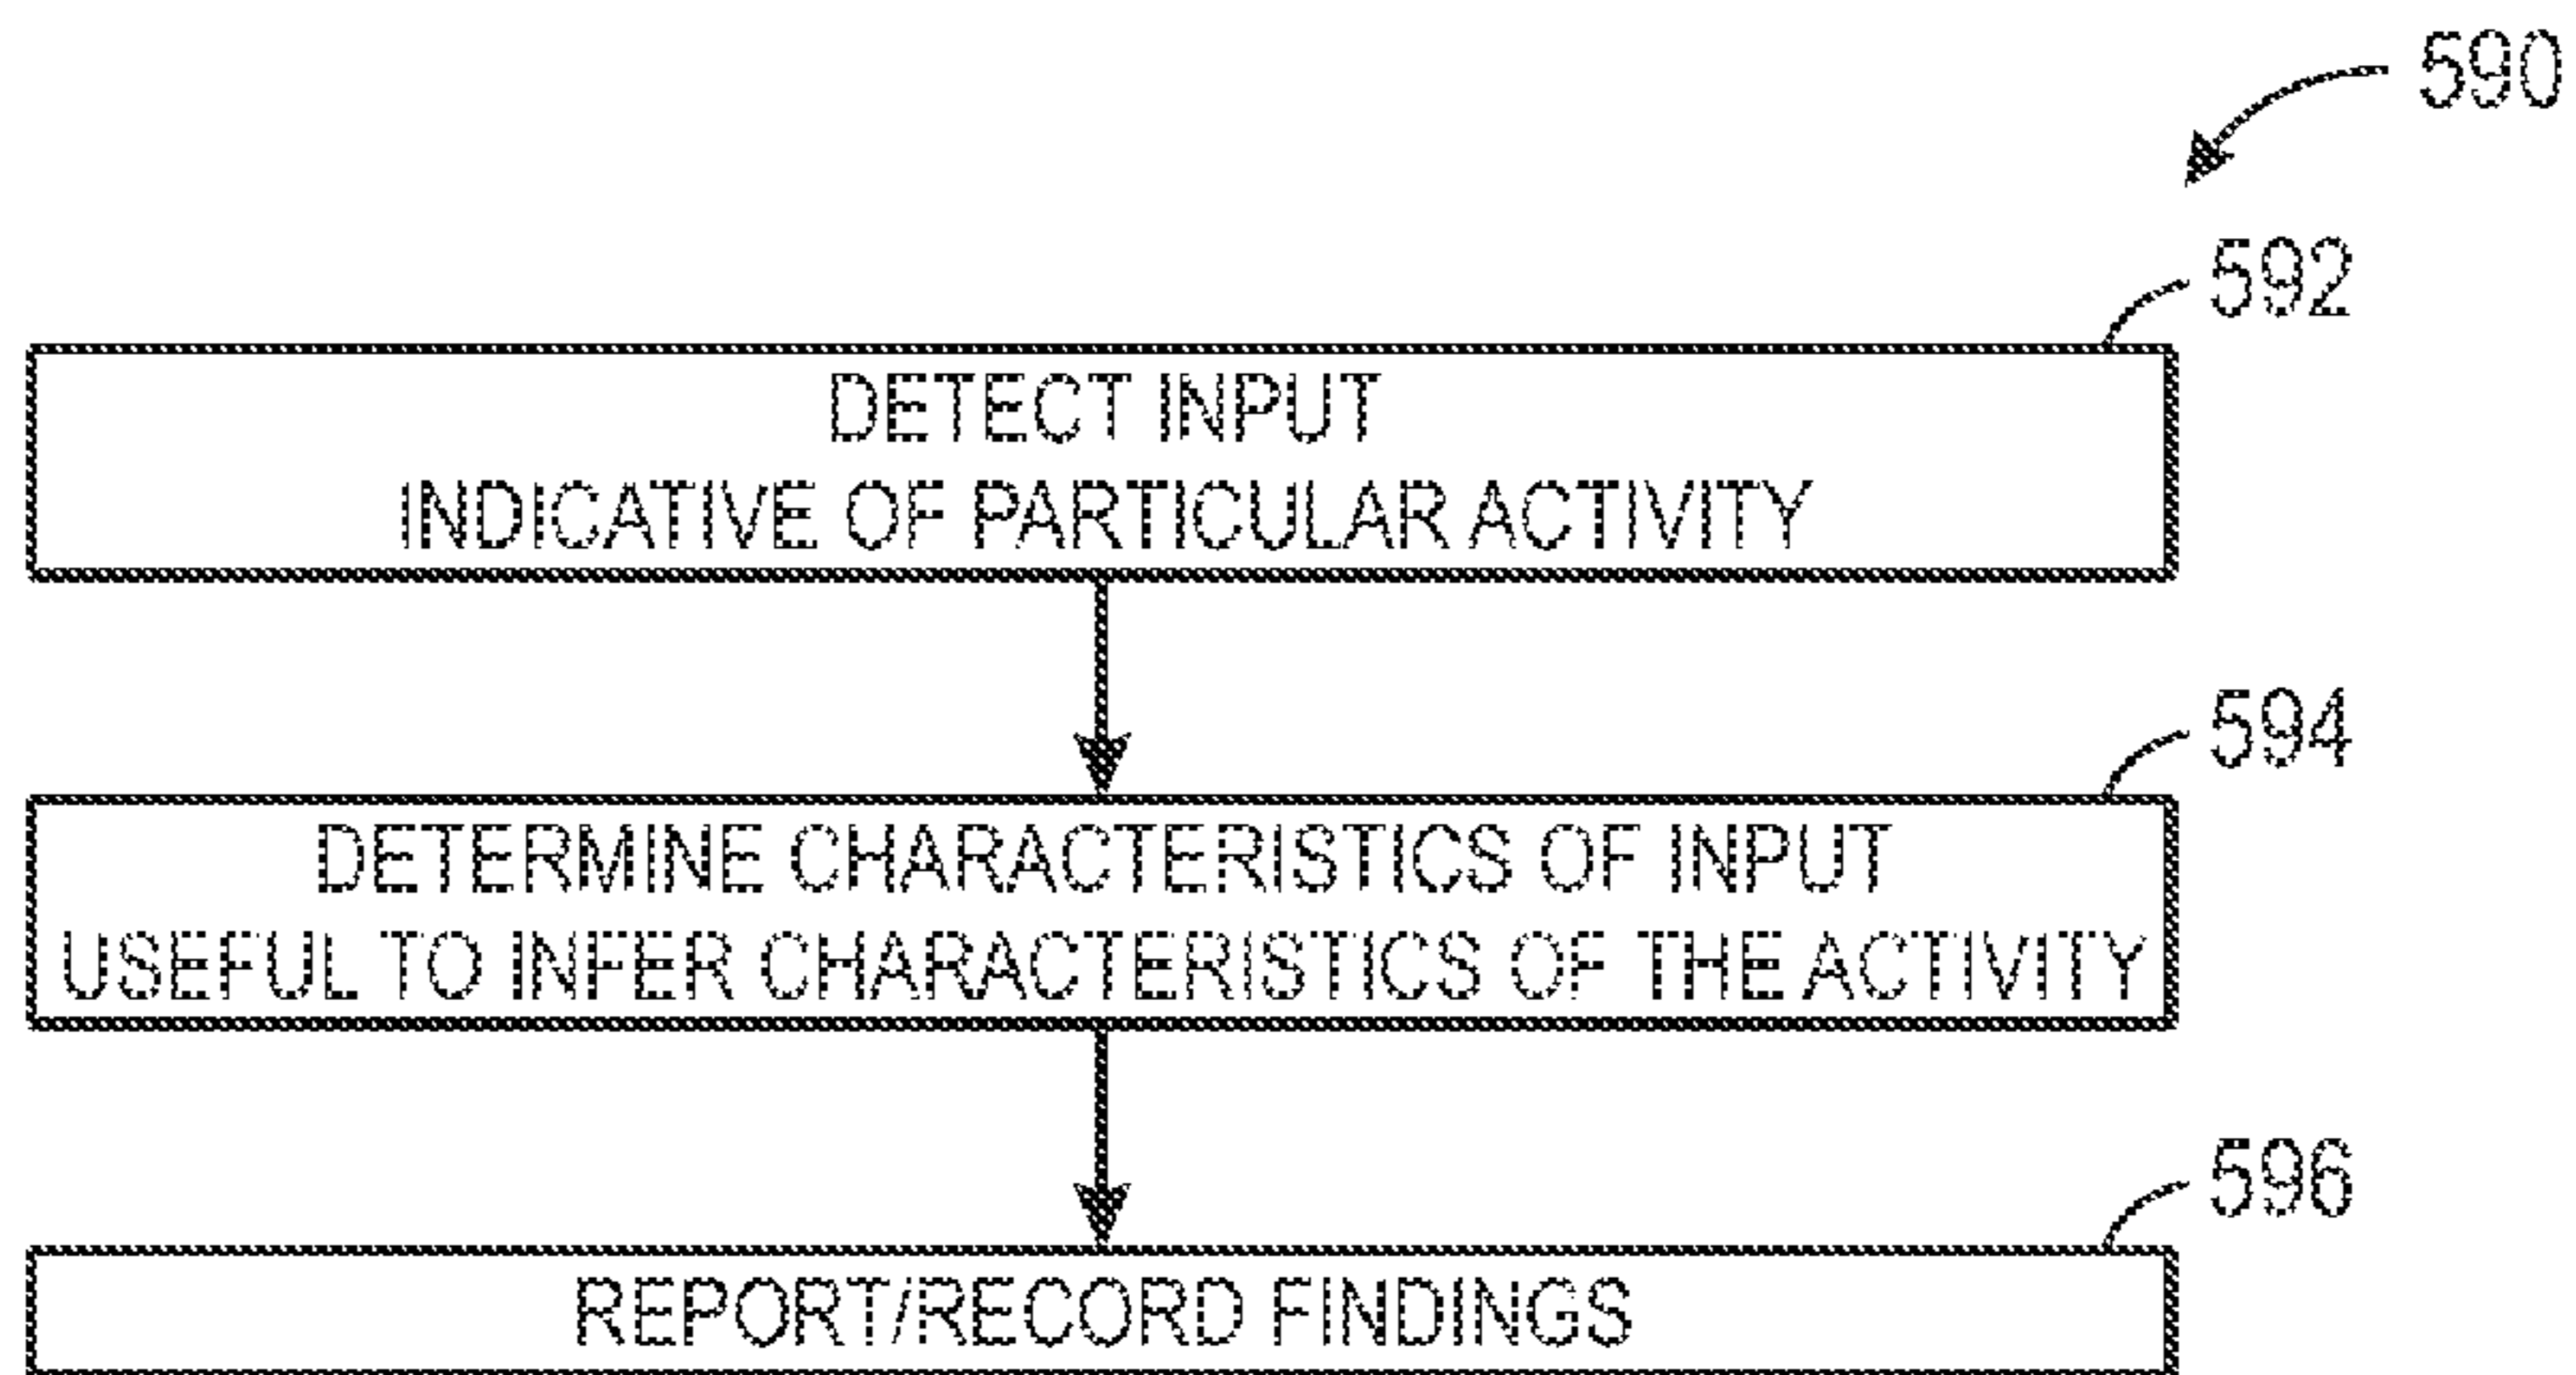 590
592
DETECT INPUT
INDICATIVE OF PARTICULAR ACTIVITY
594
DETERMINE CHARACTERISTICS OF INPUT
USEFUL TO INFER CHARACTERISTICS OF THE ACTIVITY
596
REPORT/RECORD FINDINGS